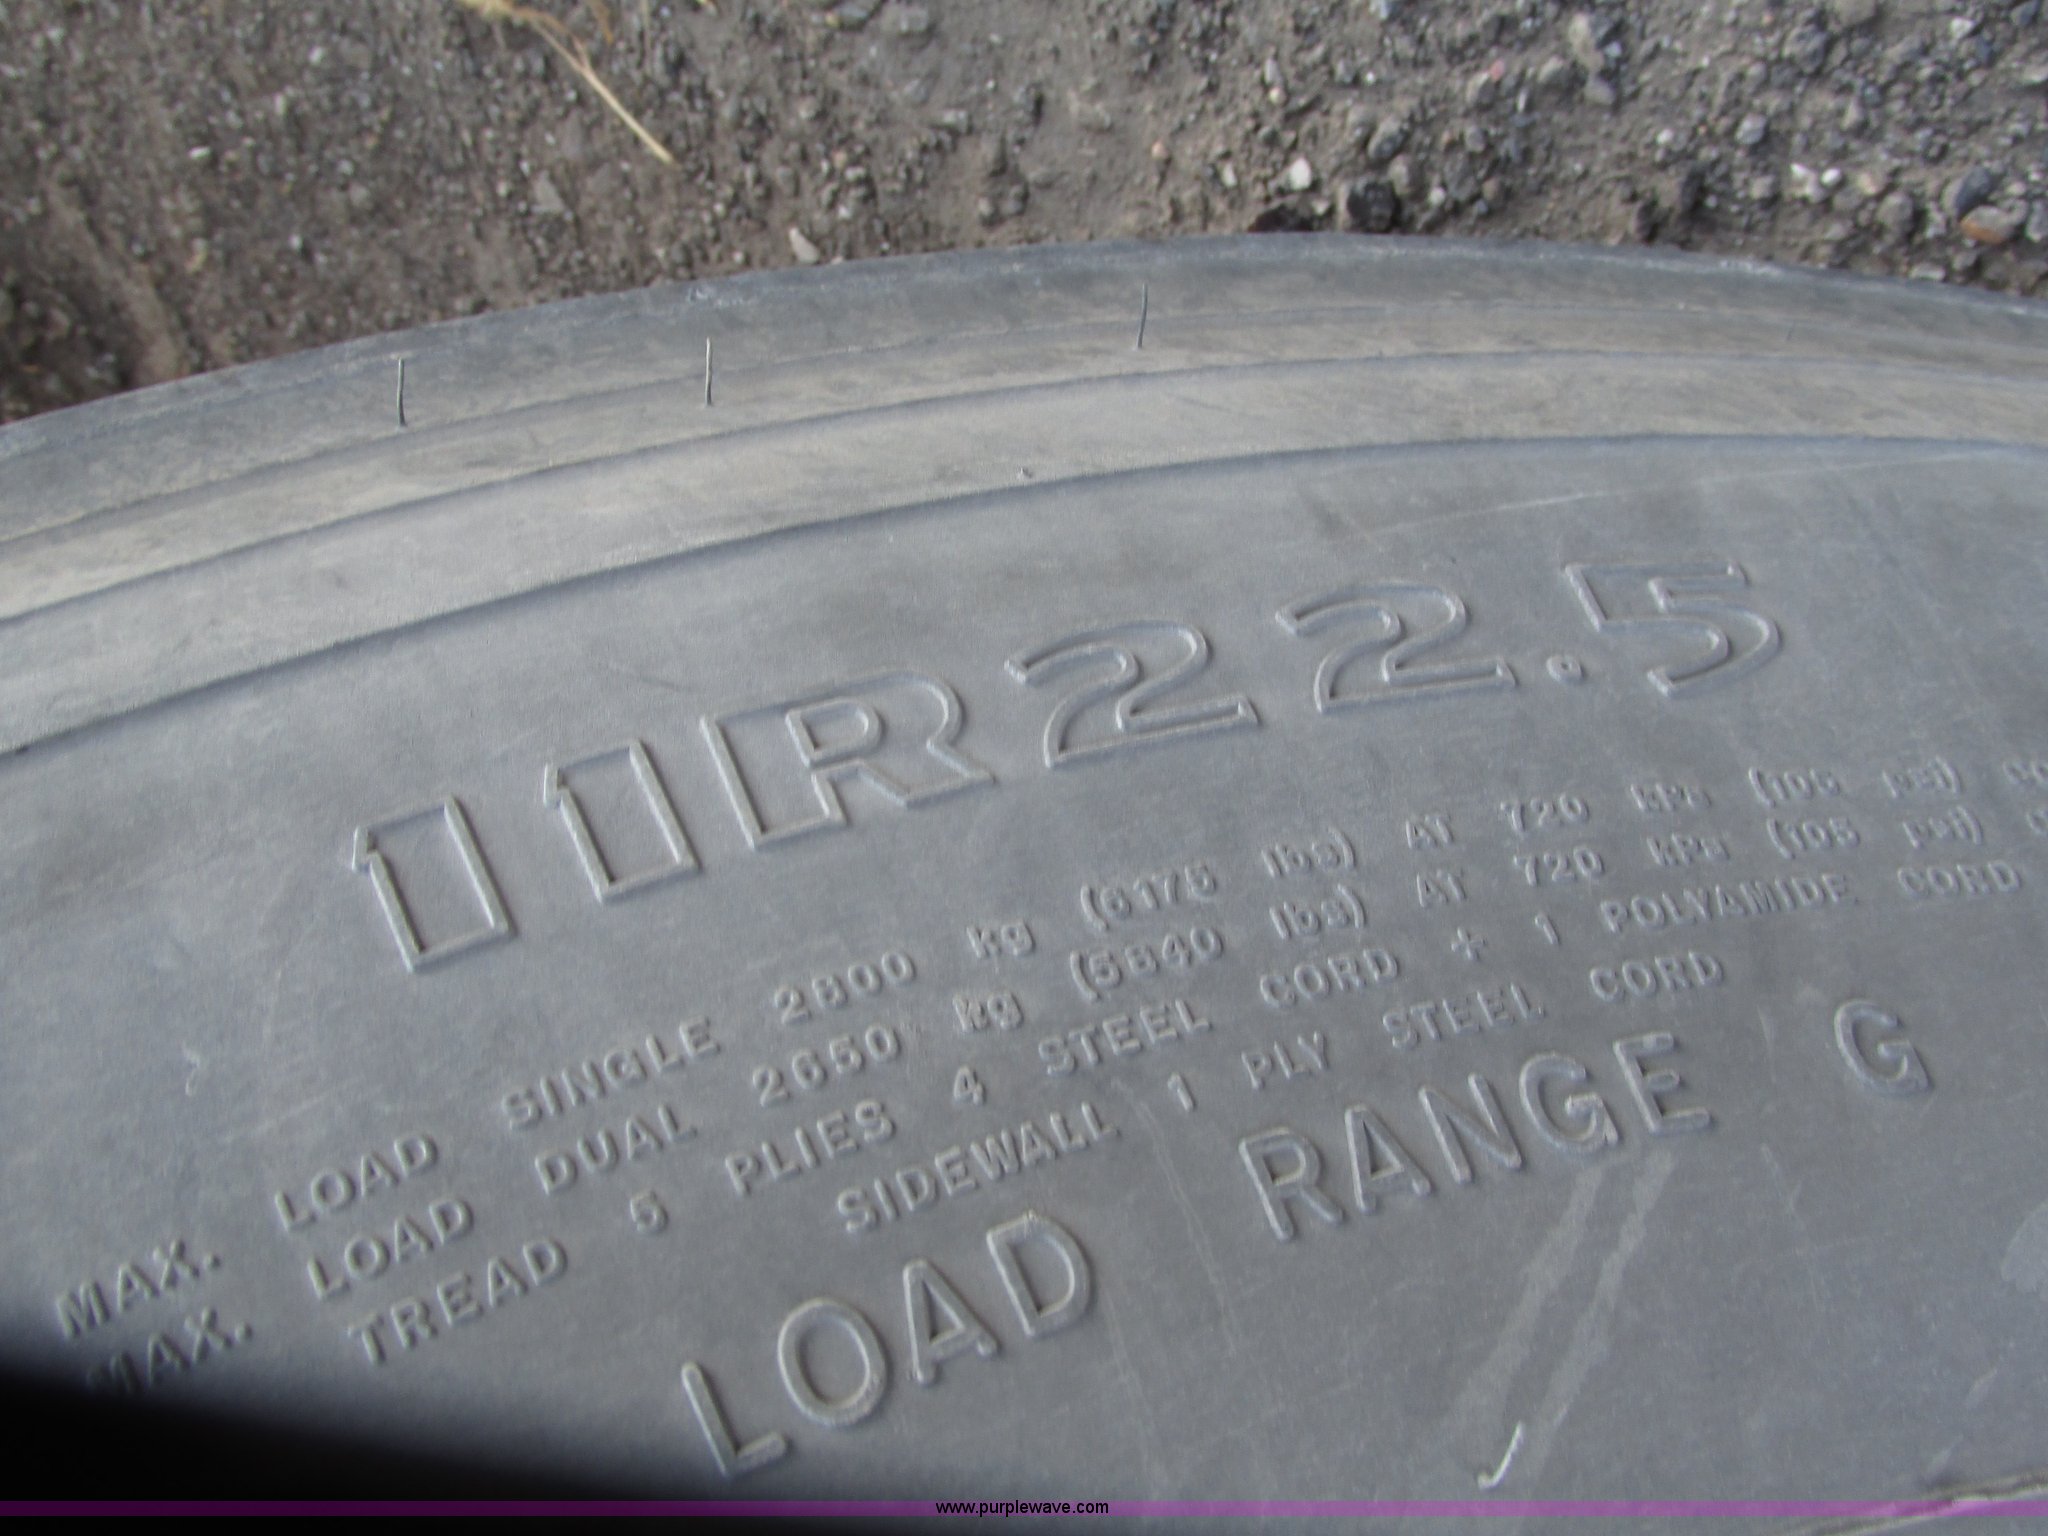 11R22.5
MAX. LOAD SINGLE 2800 kg (6175 lbs) AT 720 kPa (105 psi)
MAX. LOAD DUAL 2650 kg (5840 lbs) AT 720 kPa (105 psi)
TREAD 5 PLIES 4 STEEL CORD + 1 POLYAMIDE CORD
SIDEWALL 1 PLY STEEL CORD
LOAD RANGE G
www.purplewave.com